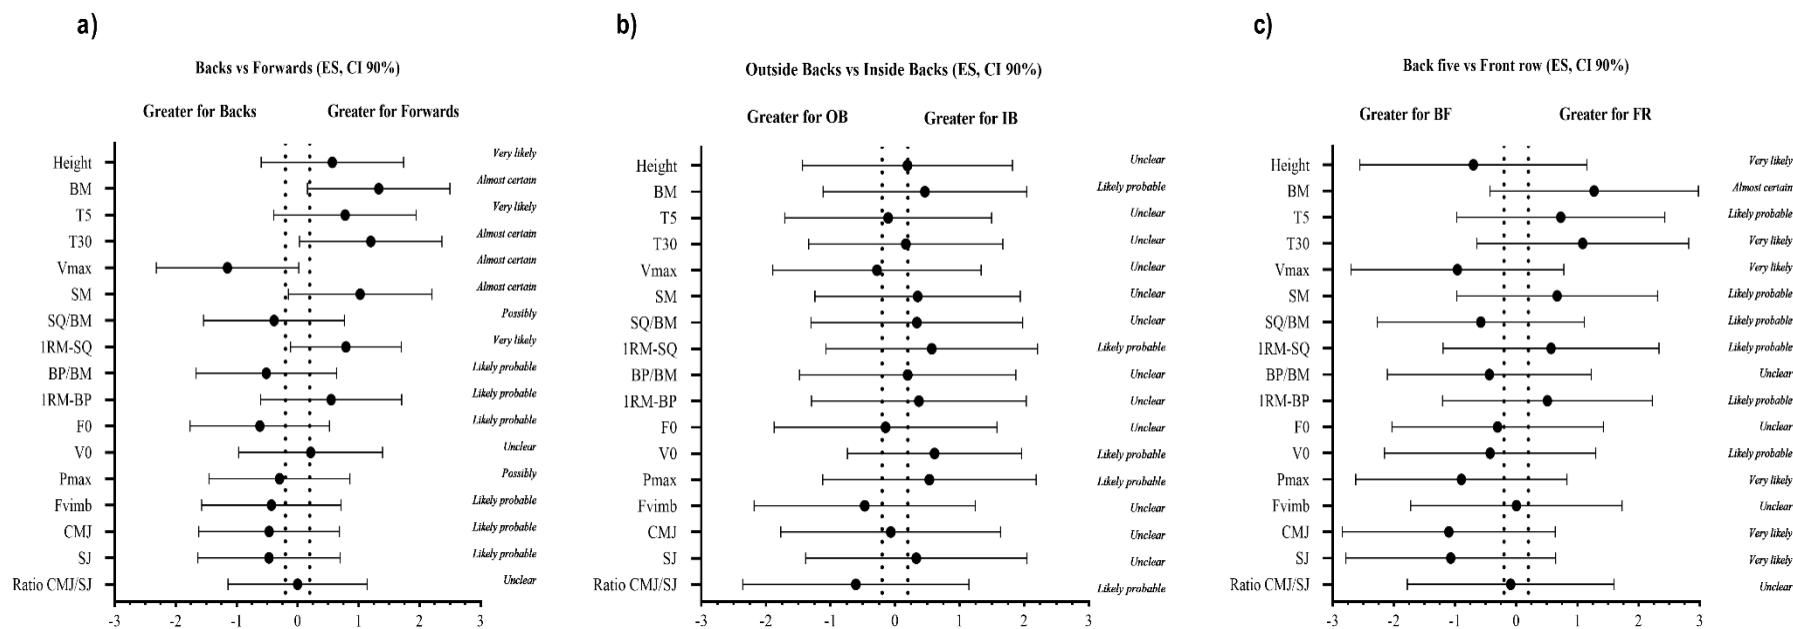 a)
Backs vs Forwards (ES, CI 90%)
Greater for Backs Greater for Forwards
Height Very likely
BM Almost certain
T5 Very likely
T30 Almost certain
Vmax Almost certain
SM Almost certain
SQ/BM Possibly
1RM-SQ Very likely
BP/BM Likely probable
1RM-BP Likely probable
F0 Likely probable
V0 Unclear
Pmax Possibly
Fvimb Likely probable
CMJ Likely probable
SJ Likely probable
Ratio CMJ/SJ Unclear
-3 -2 -1 0 1 2 3
b)
Outside Backs vs Inside Backs (ES, CI 90%)
Greater for OB Greater for IB
Height Unclear
BM Likely probable
T5 Unclear
T30 Unclear
Vmax Unclear
SM Unclear
SQ/BM Unclear
1RM-SQ Likely probable
BP/BM Unclear
1RM-BP Unclear
F0 Unclear
V0 Likely probable
Pmax Likely probable
Fvimb Unclear
CMJ Unclear
SJ Unclear
Ratio CMJ/SJ Likely probable
-3 -2 -1 0 1 2 3
c)
Back five vs Front row (ES, CI 90%)
Greater for BF Greater for FR
Height Very likely
BM Almost certain
T5 Likely probable
T30 Very likely
Vmax Very likely
SM Likely probable
SQ/BM Likely probable
1RM-SQ Likely probable
BP/BM Unclear
1RM-BP Likely probable
F0 Unclear
V0 Likely probable
Pmax Very likely
Fvimb Unclear
CMJ Very likely
SJ Very likely
Ratio CMJ/SJ Unclear
-3 -2 -1 0 1 2 3